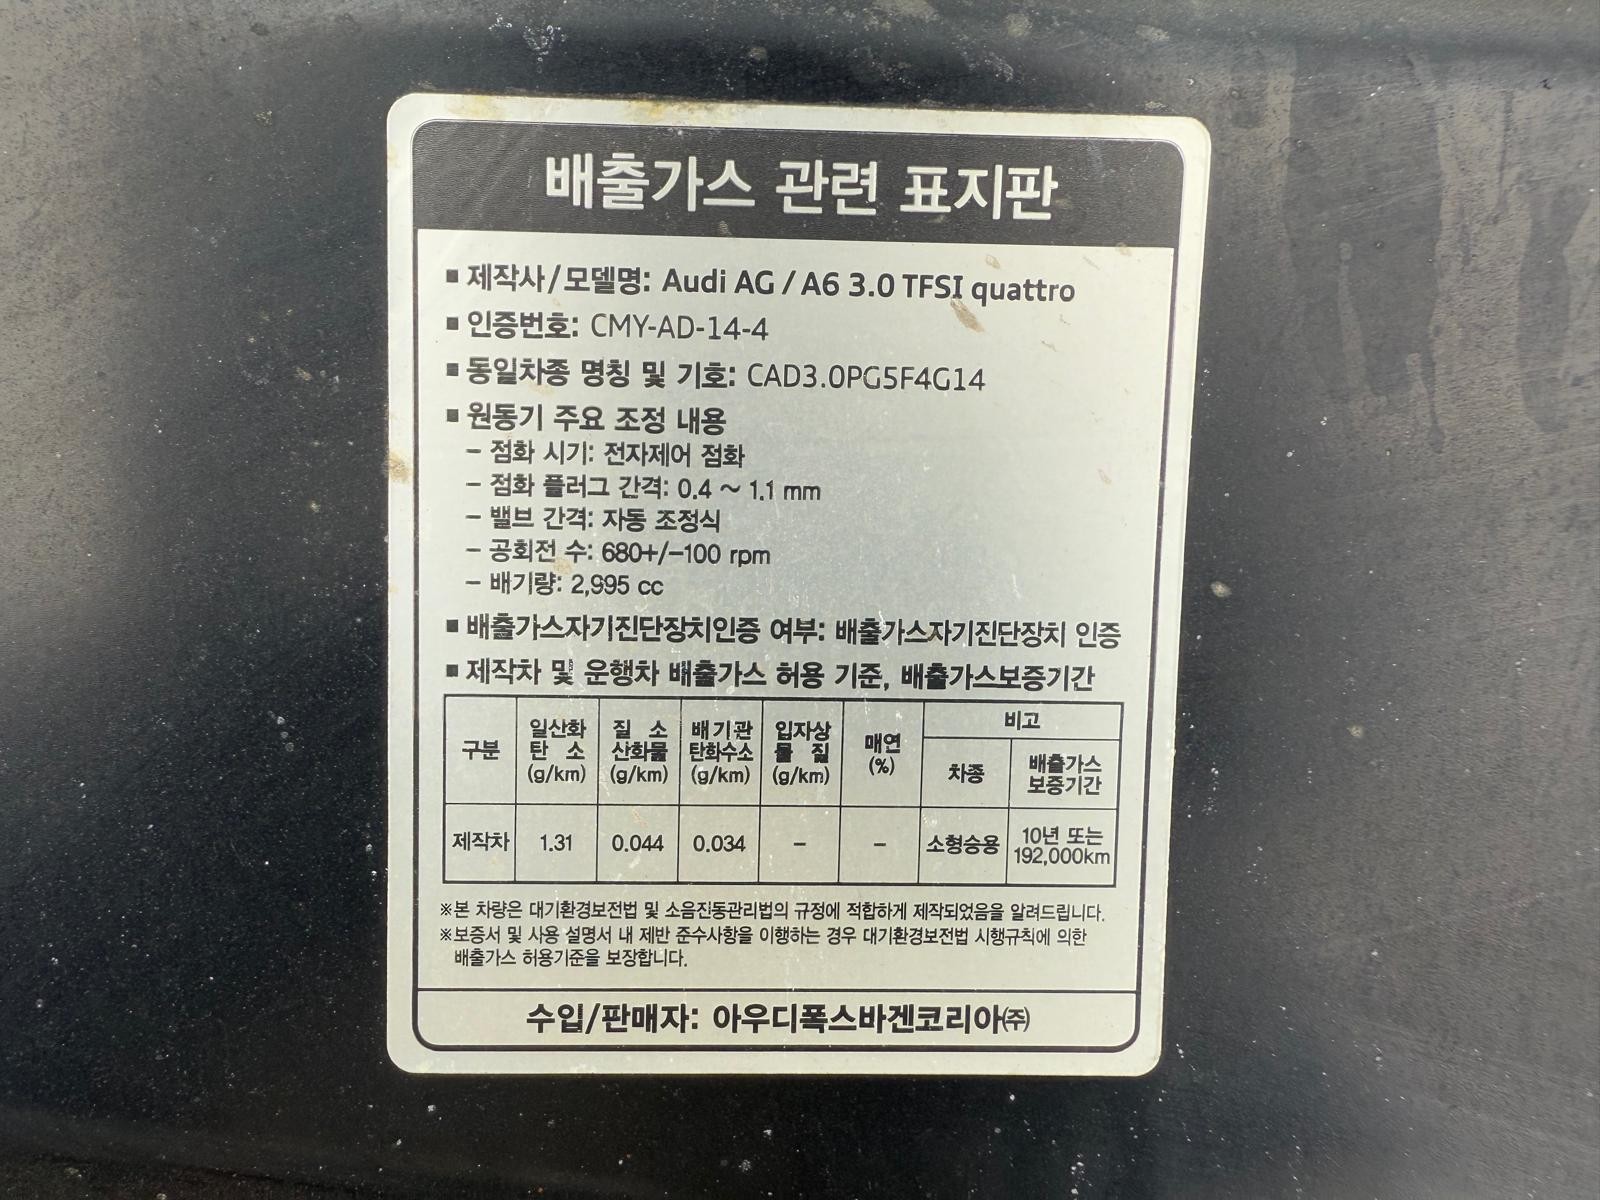 배출가스 관련 표지판
▪ 제작사/모델명: Audi AG / A6 3.0 TFSI quattro
▪ 인증번호: CMY-AD-14-4
▪ 동일차종 명칭 및 기호: CAD3.0PG5F4G14
▪ 원동기 주요 조정 내용
– 점화 시기: 전자제어 점화
– 점화 플러그 간격: 0.4 ~ 1.1 mm
– 밸브 간격: 자동 조정식
– 공회전 수: 680+/–100 rpm
– 배기량: 2,995 cc
▪ 배출가스자기진단장치인증 여부: 배출가스자기진단장치 인증
▪ 제작차 및 운행차 배출가스 허용 기준, 배출가스보증기간
구분 일산화 탄 소 (g/km) 질 소 산화물 (g/km) 배기관 탄화수소 (g/km) 입자상 물 질 (g/km) 매연 (%) 비고
차종 배출가스 보증기간
제작차 1.31 0.044 0.034 – – 소형승용 10년 또는 192,000km
※본 차량은 대기환경보전법 및 소음진동관리법의 규정에 적합하게 제작되었음을 알려드립니다.
※보증서 및 사용 설명서 내 제반 준수사항을 이행하는 경우 대기환경보전법 시행규칙에 의한
배출가스 허용기준을 보장합니다.
수입/판매자: 아우디폭스바겐코리아㈜